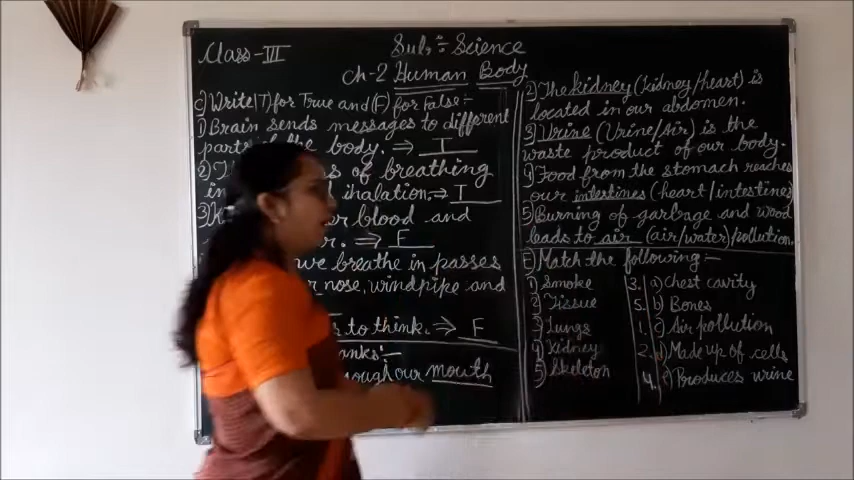 Class-III
Sub:- Science
Ch-2 Human Body
C) Write (T) for True and (F) for False:-
1) Brain sends messages to different
parts of the body. ⇒ T
2) of breathing
in inhalation. ⇒ T
3) blood and
⇒ F
we breathe in passes
nose, windpipe and
to think. ⇒ F
through our mouth
2) The kidney (kidney/heart) is
located in our abdomen.
3) Urine (Urine/Air) is the
waste product of our body.
4) Food from the stomach reaches
our intestines (heart/intestines)
5) Burning of garbage and wood
leads to air (air/water) pollution.
E) Match the following:-
1) Smoke 3. a) Chest cavity
2) Tissue 5. b) Bones
3) Lungs 1. c) Air pollution
4) Kidney 2. d) Made up of cells
5) Skeleton 4. e) Produces urine